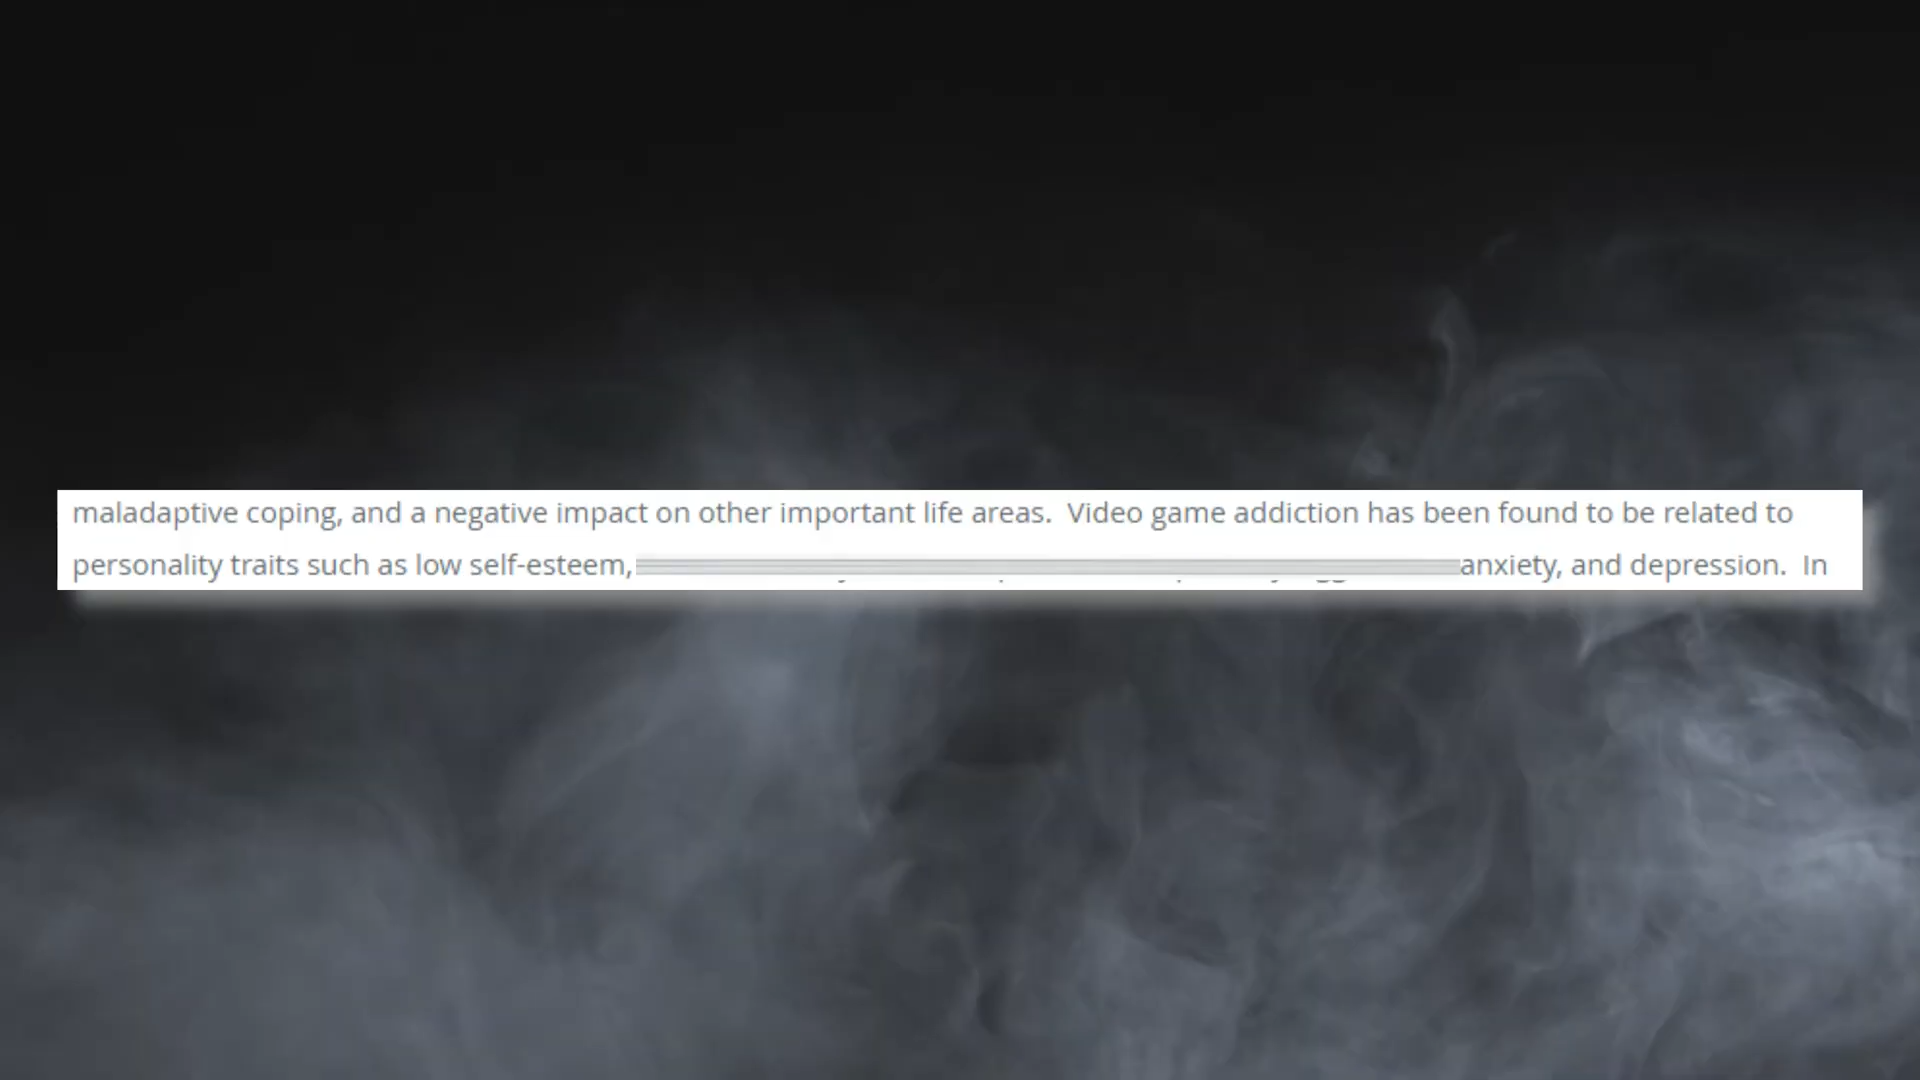 maladaptive coping, and a negative impact on other important life areas.  Video game addiction has been found to be related to
personality traits such as low self-esteem, anxiety, and depression.  In